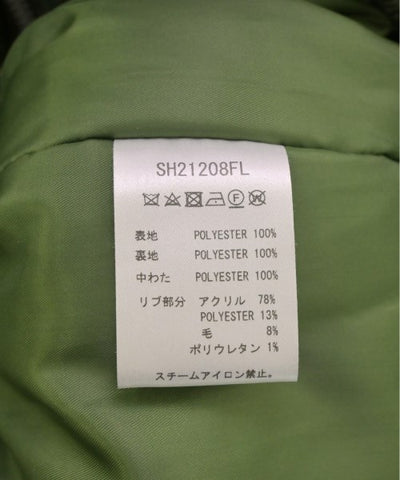 SH21208FL
表地 POLYESTER 100%
裏地 POLYESTER 100%
中わた POLYESTER 100%
リブ部分 アクリル 78%
POLYESTER 13%
毛 8%
ポリウレタン 1%
スチームアイロン禁止。